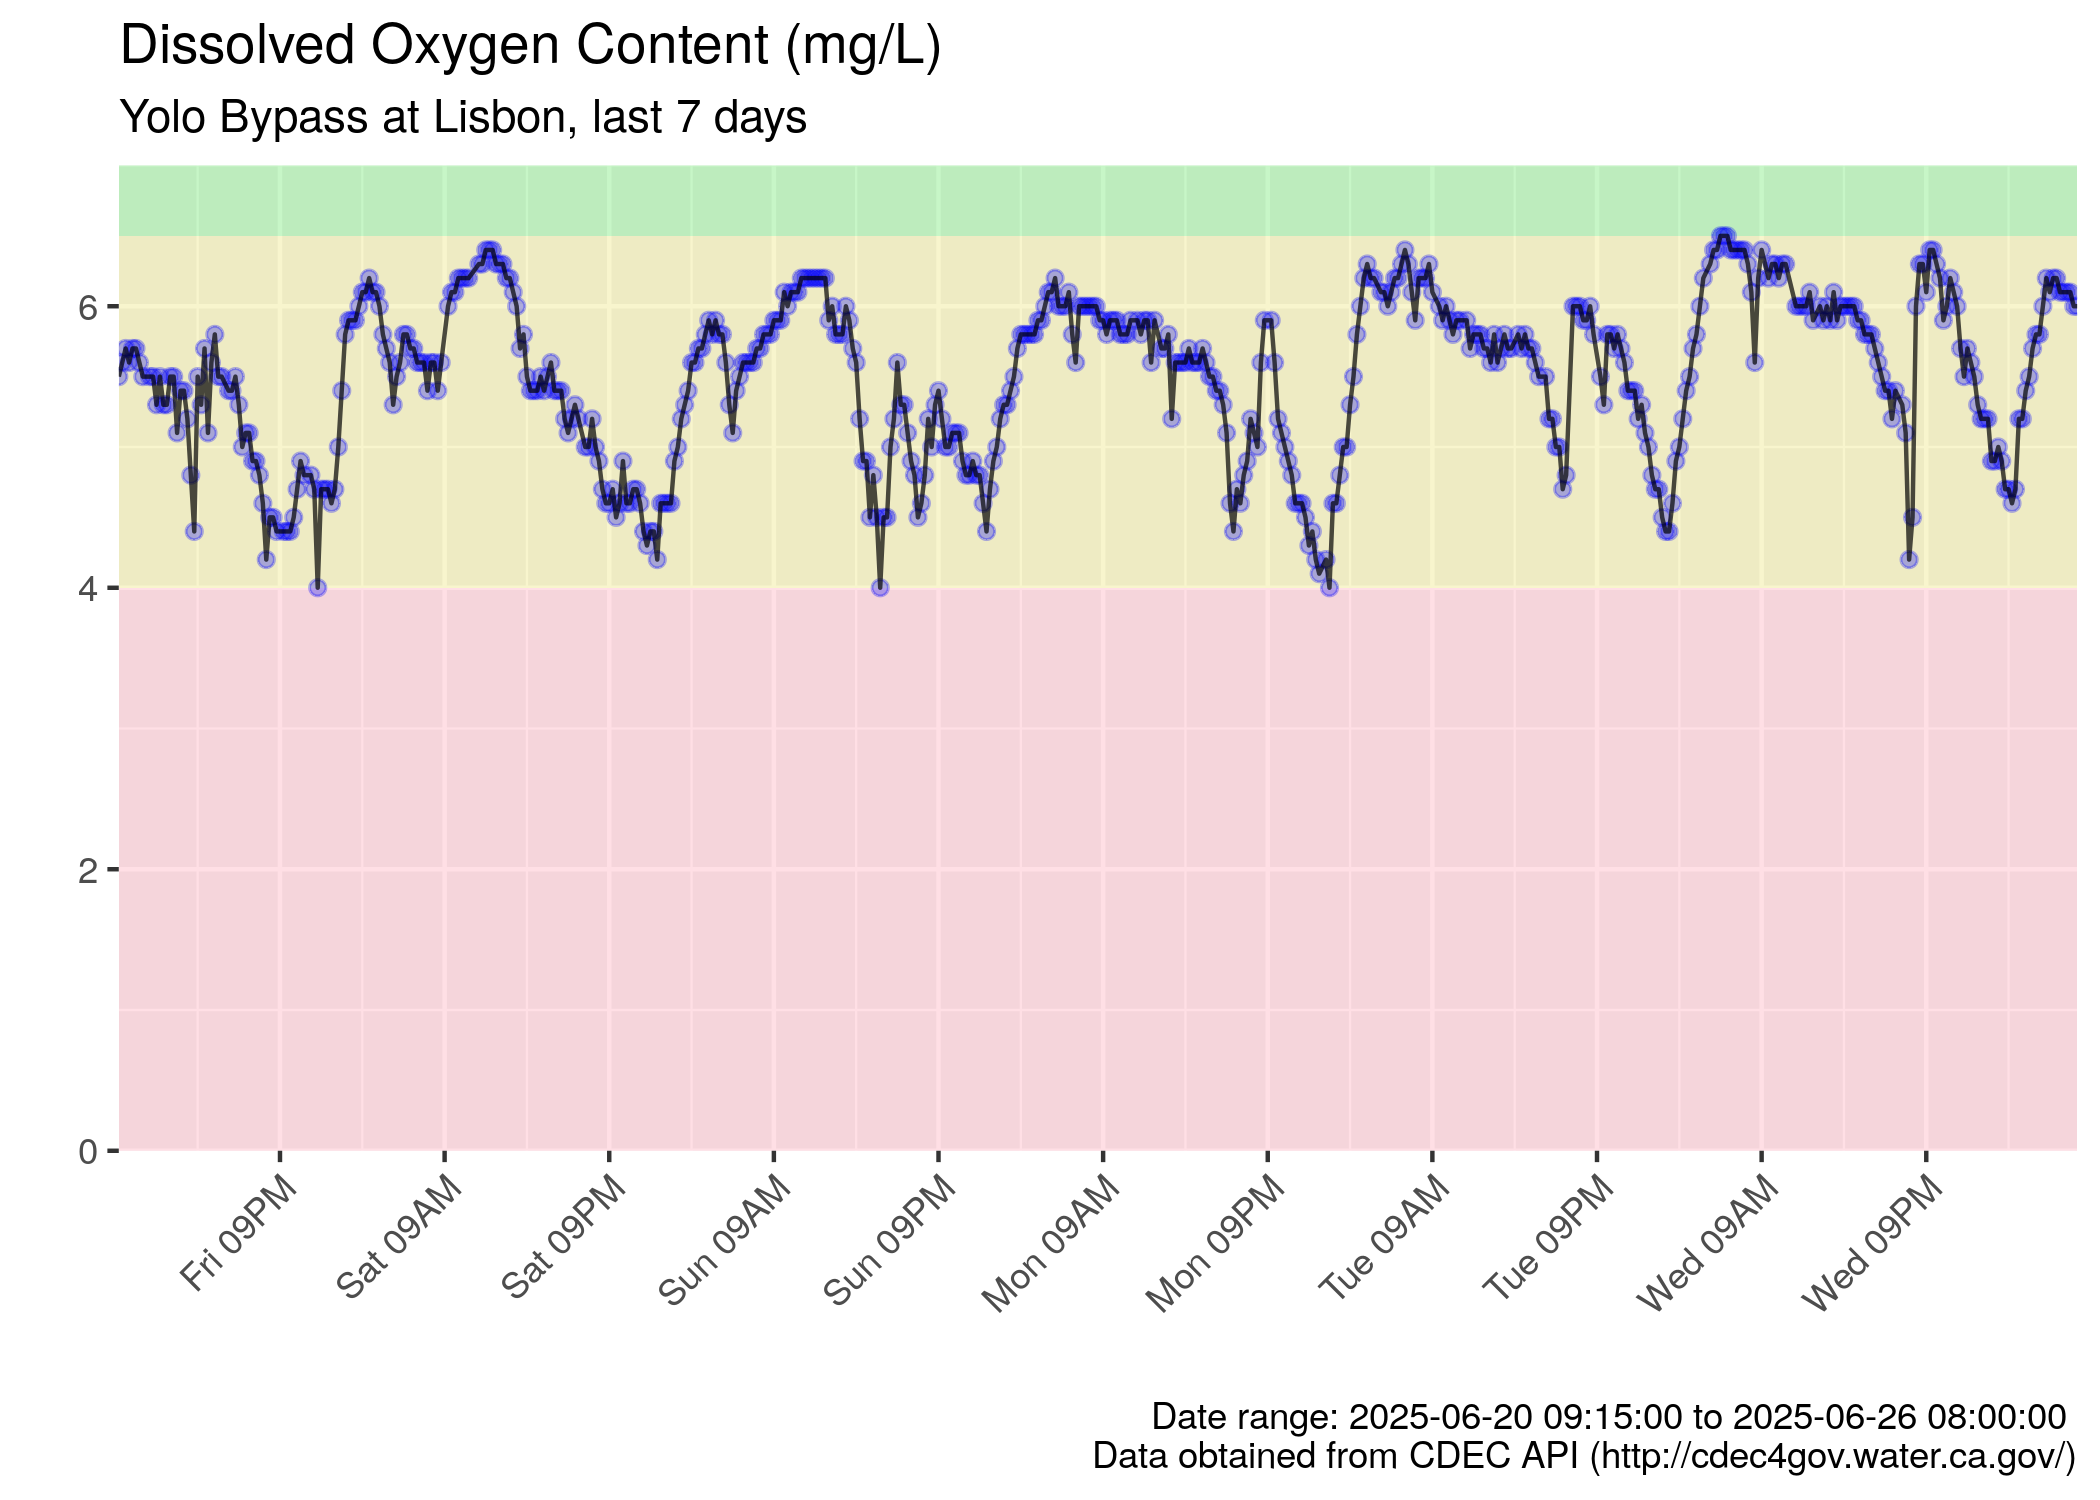 Dissolved Oxygen Content (mg/L)
Yolo Bypass at Lisbon, last 7 days
6
4
2
0
Fri 09PM
Sat 09AM
Sat 09PM
Sun 09AM
Sun 09PM
Mon 09AM
Mon 09PM
Tue 09AM
Tue 09PM
Wed 09AM
Wed 09PM
Date range: 2025-06-20 09:15:00 to 2025-06-26 08:00:00
Data obtained from CDEC API (http://cdec4gov.water.ca.gov/)